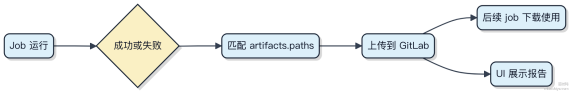 Job 运行
成功或失败
匹配 artifacts.paths
上传到 GitLab
后续 job 下载使用
UI 展示报告